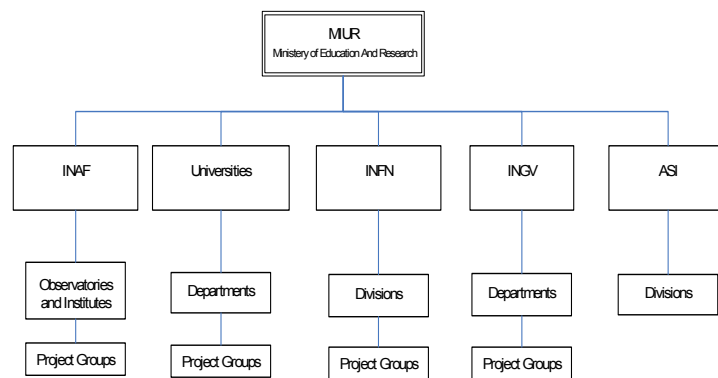 MIUR
Ministery of Education And Research
INAF
Universities
INFN
INGV
ASI
Observatories
and Institutes
Departments
Divisions
Departments
Divisions
Project Groups
Project Groups
Project Groups
Project Groups